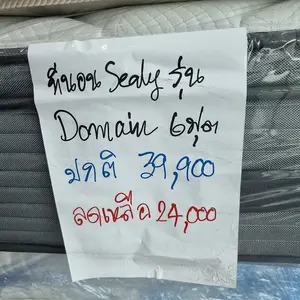 ที่นอน Sealy รุ่น
Domain 6ฟุต
ปกติ 39,900
ลดเหลือ 24,000